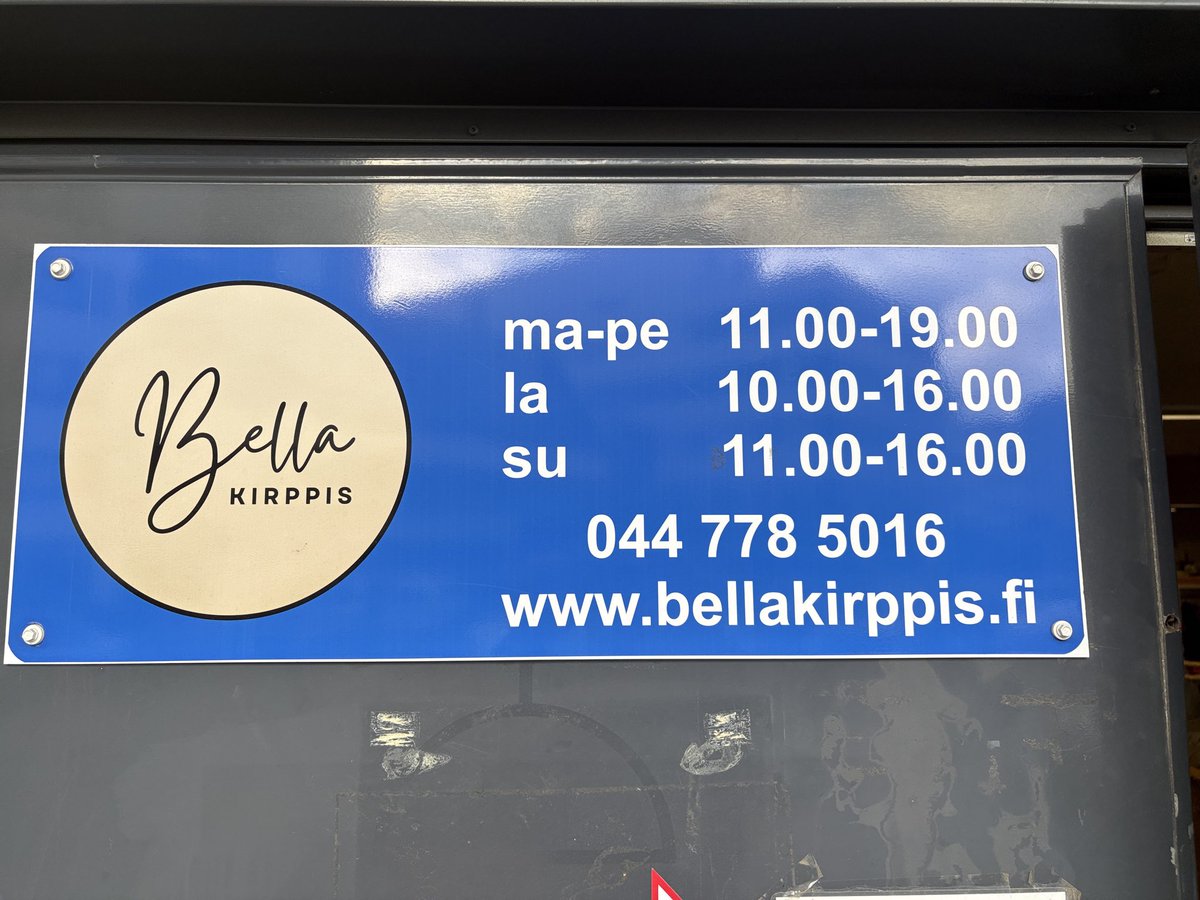 Bella
KIRPPIS
ma-pe 11.00-19.00
la 10.00-16.00
su 11.00-16.00
044 778 5016
www.bellakirppis.fi